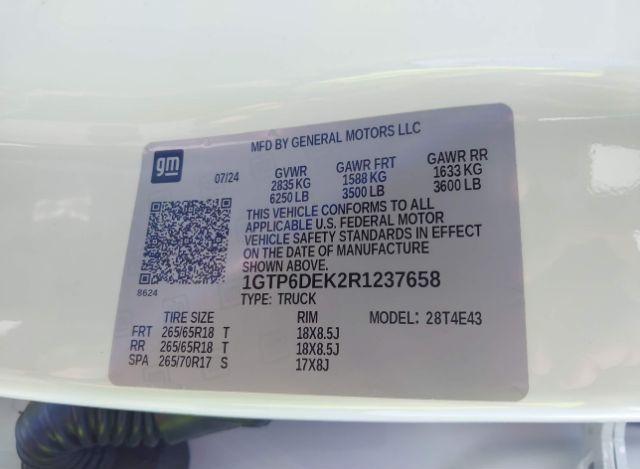 MFD BY GENERAL MOTORS LLC
gm
07/24
GVWR GAWR FRT GAWR RR
2835 KG 1588 KG 1633 KG
6250 LB 3500 LB 3600 LB
THIS VEHICLE CONFORMS TO ALL
APPLICABLE U.S. FEDERAL MOTOR
VEHICLE SAFETY STANDARDS IN EFFECT
ON THE DATE OF MANUFACTURE
SHOWN ABOVE.
8624
1GTP6DEK2R1237658
TYPE: TRUCK
TIRE SIZE RIM MODEL: 28T4E43
FRT 265/65R18 T 18X8.5J
RR 265/65R18 T 18X8.5J
SPA 265/70R17 S 17X8J